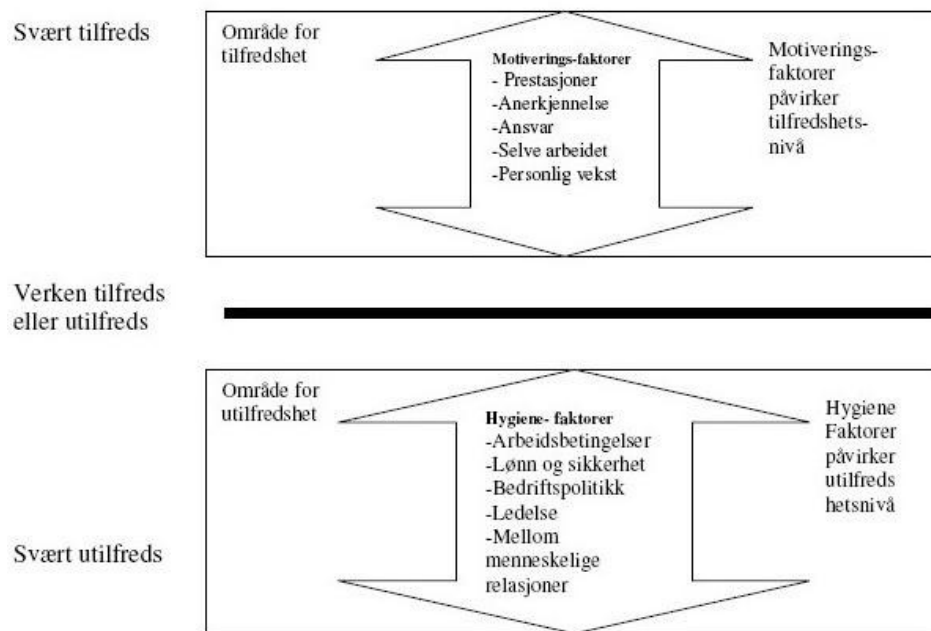 Svært tilfreds
Område for
tilfredshet
Motiverings-faktorer
- Prestasjoner
-Anerkjennelse
-Ansvar
-Selve arbeidet
-Personlig vekst
Motiverings-
faktorer
påvirker
tilfredshets-
nivå
Verken tilfreds
eller utilfreds
Område for
utilfredshet
Hygiene- faktorer
-Arbeidsbetingelser
-Lønn og sikkerhet
-Bedriftspolitikk
-Ledelse
-Mellom
menneskelige
relasjoner
Hygiene
Faktorer
påvirker
utilfreds
hetsnivå
Svært utilfreds